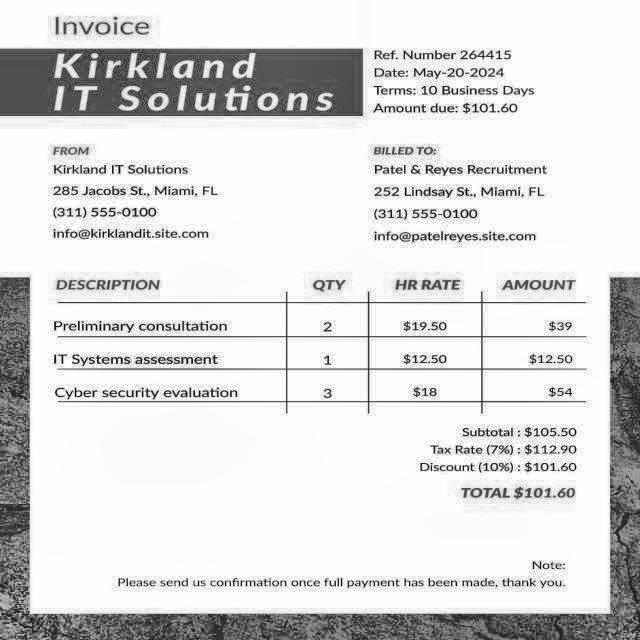 Invoice
Kirkland
IT Solutions
Ref. Number 264415
Date: May-20-2024
Terms: 10 Business Days
Amount due: $101.60
FROM
Kirkland IT Solutions
285 Jacobs St., Miami, FL
(311) 555-0100
info@kirklandit.site.com
BILLED TO:
Patel & Reyes Recruitment
252 Lindsay St., Miami, FL
(311) 555-0100
info@patelreyes.site.com
DESCRIPTION QTY HR RATE AMOUNT
Preliminary consultation 2 $19.50 $39
IT Systems assessment 1 $12.50 $12.50
Cyber security evaluation 3 $18 $54
Subtotal : $105.50
Tax Rate (7%) : $112.90
Discount (10%) : $101.60
TOTAL $101.60
Note:
Please send us confirmation once full payment has been made, thank you.